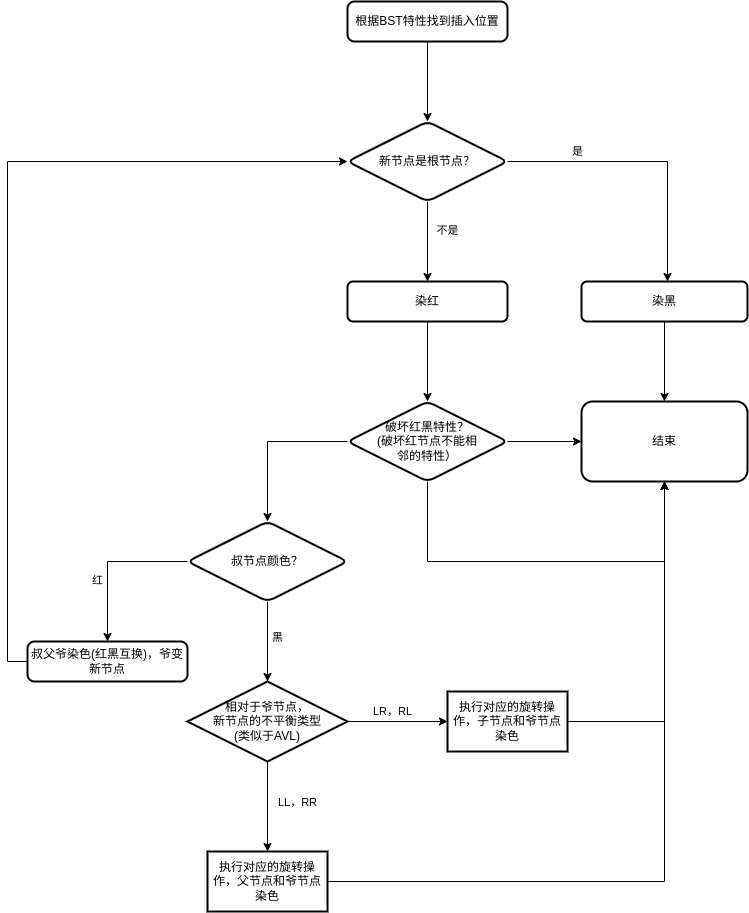 根据BST特性找到插入位置
新节点是根节点？
是
不是
染红
染黑
破坏红黑特性？
(破坏红节点不能相
邻的特性）
结束
叔节点颜色？
红
黑
叔父爷染色(红黑互换)，爷变
新节点
相对于爷节点，
新节点的不平衡类型
(类似于AVL)
LR，RL
执行对应的旋转操
作，子节点和爷节点
染色
LL，RR
执行对应的旋转操
作，父节点和爷节点
染色